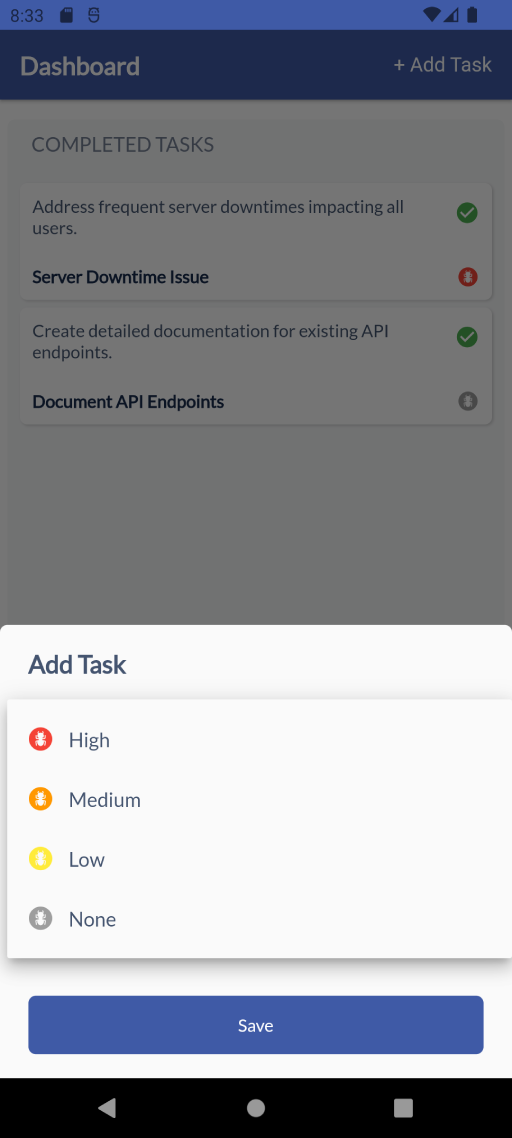 8:33
Dashboard
+ Add Task
COMPLETED TASKS
Address frequent server downtimes impacting all
users.
Server Downtime Issue
Create detailed documentation for existing API
endpoints.
Document API Endpoints
Add Task
High
Medium
Low
None
Save